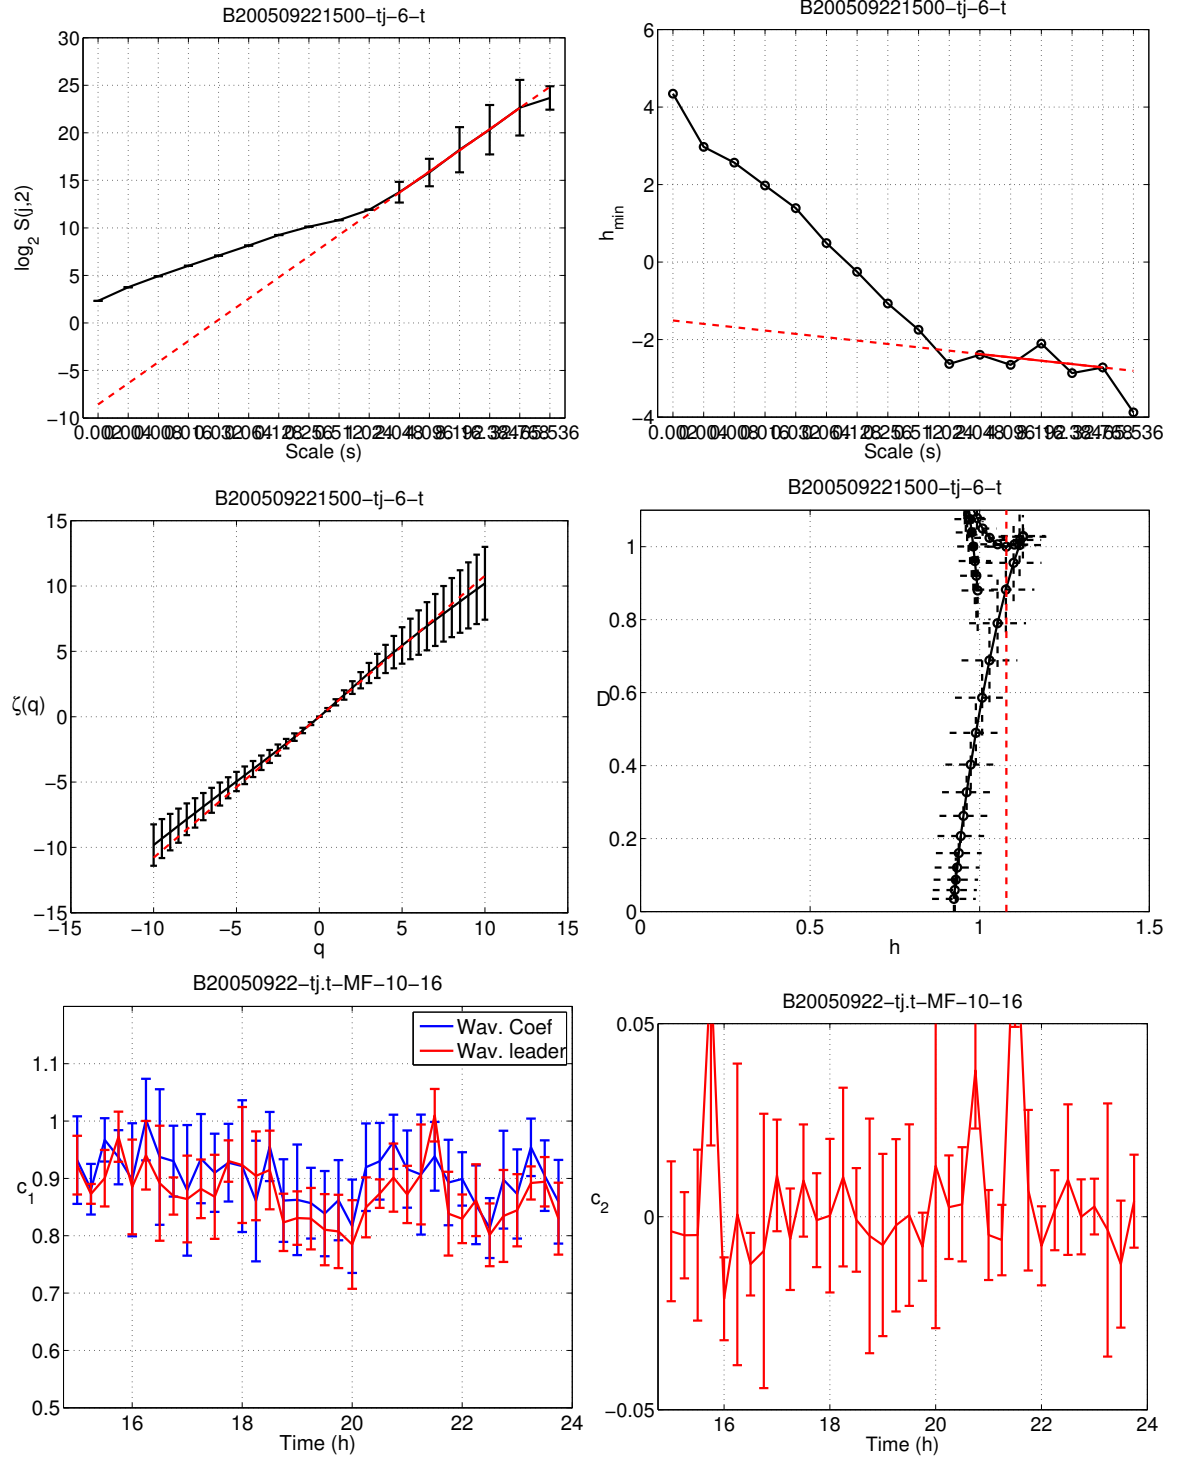 B200509221500−tj−6−t
30
25
20
15
10
5
0
−5
−10
log2 S(j,2)
Scale (s)
B200509221500−tj−6−t
6
4
2
0
−2
−4
hmin
Scale (s)
B200509221500−tj−6−t
15
10
5
0
−5
−10
−15
ζ(q)
−15 −10 −5 0 5 10 15
q
B200509221500−tj−6−t
1
0.8
0.6
0.4
0.2
0
D
0 0.5 1 1.5
h
B20050922−tj.t−MF−10−16
Wav. Coef
Wav. leader
1.1
1
0.9
0.8
0.7
0.6
0.5
c1
16 18 20 22 24
Time (h)
B20050922−tj.t−MF−10−16
0.05
0
−0.05
c2
16 18 20 22 24
Time (h)